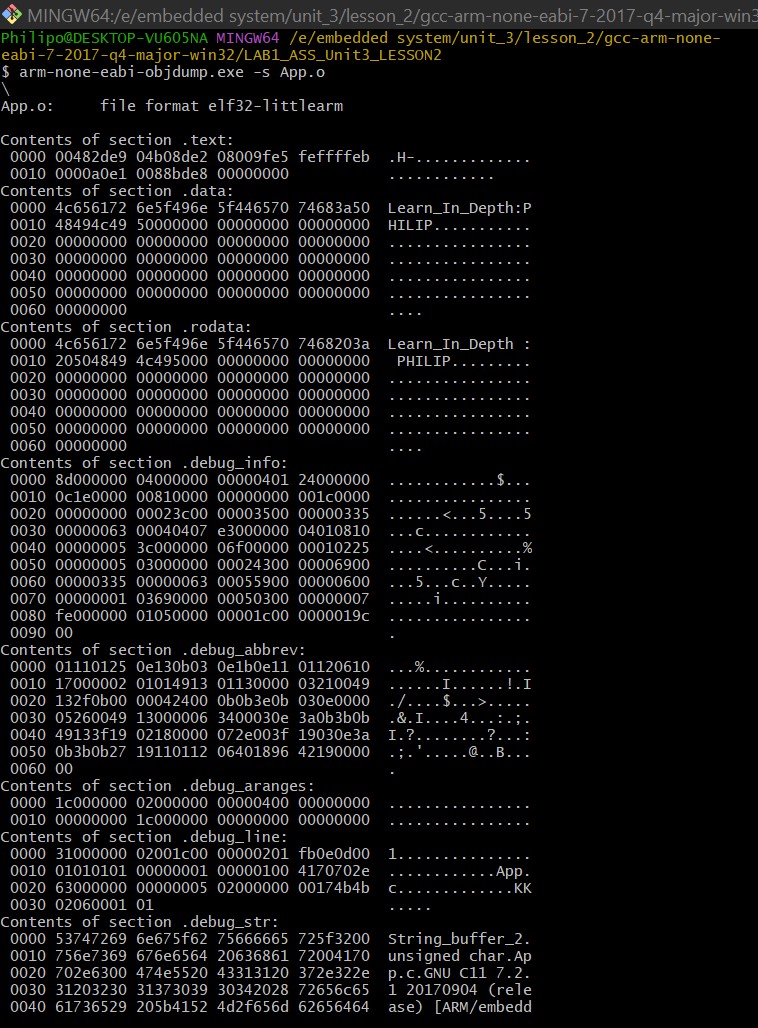 MINGW64:/e/embedded system/unit_3/lesson_2/gcc-arm-none-eabi-7-2017-q4-major-win3
Philipo@DESKTOP-VU6O5NA MINGW64 /e/embedded system/unit_3/lesson_2/gcc-arm-none-
eabi-7-2017-q4-major-win32/LAB1_ASS_Unit3_LESSON2
$ arm-none-eabi-objdump.exe -s App.o
\
App.o:     file format elf32-littlearm
Contents of section .text:
 0000 00482de9 04b08de2 08009fe5 feffffeb  .H-.............
 0010 0000a0e1 0088bde8 00000000           ............
Contents of section .data:
 0000 4c656172 6e5f496e 5f446570 74683a50  Learn_In_Depth:P
 0010 48494c49 50000000 00000000 00000000  HILIP...........
 0020 00000000 00000000 00000000 00000000  ................
 0030 00000000 00000000 00000000 00000000  ................
 0040 00000000 00000000 00000000 00000000  ................
 0050 00000000 00000000 00000000 00000000  ................
 0060 00000000                             ....
Contents of section .rodata:
 0000 4c656172 6e5f496e 5f446570 7468203a  Learn_In_Depth :
 0010 20504849 4c495000 00000000 00000000   PHILIP.........
 0020 00000000 00000000 00000000 00000000  ................
 0030 00000000 00000000 00000000 00000000  ................
 0040 00000000 00000000 00000000 00000000  ................
 0050 00000000 00000000 00000000 00000000  ................
 0060 00000000                             ....
Contents of section .debug_info:
 0000 8d000000 04000000 00000401 24000000  ............$...
 0010 0c1e0000 00810000 00000000 001c0000  ................
 0020 00000000 00023c00 00003500 00000335  ......<...5....5
 0030 00000063 00040407 e3000000 04010810  ...c............
 0040 00000005 3c000000 06f00000 00010225  ....<..........%
 0050 00000005 03000000 00024300 00006900  ..........C...i.
 0060 00000335 00000063 00055900 00000600  ...5...c..Y.....
 0070 00000001 03690000 00050300 00000007  .....i..........
 0080 fe000000 01050000 00001c00 0000019c  ................
 0090 00                                   .
Contents of section .debug_abbrev:
 0000 01110125 0e130b03 0e1b0e11 01120610  ...%............
 0010 17000002 01014913 01130000 03210049  ......I......!.I
 0020 132f0b00 00042400 0b0b3e0b 030e0000  ./....$...>.....
 0030 05260049 13000006 3400030e 3a0b3b0b  .&.I....4...:.;.
 0040 49133f19 02180000 072e003f 19030e3a  I.?........?...:
 0050 0b3b0b27 19110112 06401896 42190000  .;.'.....@..B...
 0060 00                                   .
Contents of section .debug_aranges:
 0000 1c000000 02000000 00000400 00000000  ................
 0010 00000000 1c000000 00000000 00000000  ................
Contents of section .debug_line:
 0000 31000000 02001c00 00000201 fb0e0d00  1...............
 0010 01010101 00000001 00000100 4170702e  ............App.
 0020 63000000 00000005 02000000 00174b4b  c.............KK
 0030 02060001 01                          .....
Contents of section .debug_str:
 0000 53747269 6e675f62 75666665 725f3200  String_buffer_2.
 0010 756e7369 676e6564 20636861 72004170  unsigned char.Ap
 0020 702e6300 474e5520 43313120 372e322e  p.c.GNU C11 7.2.
 0030 31203230 31373039 30342028 72656c65  1 20170904 (rele
 0040 61736529 205b4152 4d2f656d 62656464  ase) [ARM/embedd